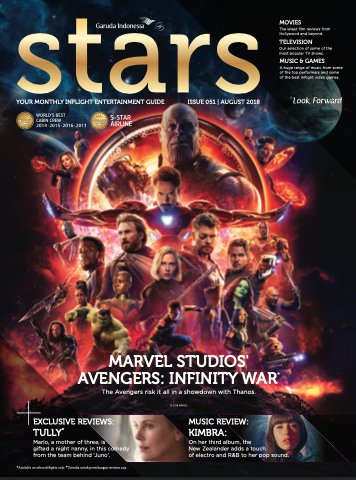 Garuda Indonesia
stars
YOUR MONTHLY INFLIGHT ENTERTAINMENT GUIDE
ISSUE 051 | AUGUST 2018
MOVIES
The latest film reviews from
Hollywood and beyond.
TELEVISION
Our selection of some of the
most popular TV shows.
MUSIC & GAMES
A huge range of music from some
of the top performers and some
of the best inflight video games.
"Look, Forward
WORLD'S BEST
CABIN CREW
2014-2015-2016-2017
5-STAR
AIRLINE
MARVEL STUDIOS'
AVENGERS: INFINITY WAR
The Avengers risk it all in a showdown with Thanos.
EXCLUSIVE REVIEWS:
TULLY*
Marlo, a mother of three, is
gifted a night nanny, in this comedy
from the team behind 'Juno'.
MUSIC REVIEW:
KIMBRA:
On her third album, the
New Zealander adds a touch
of electro and R&B to her pop sound.